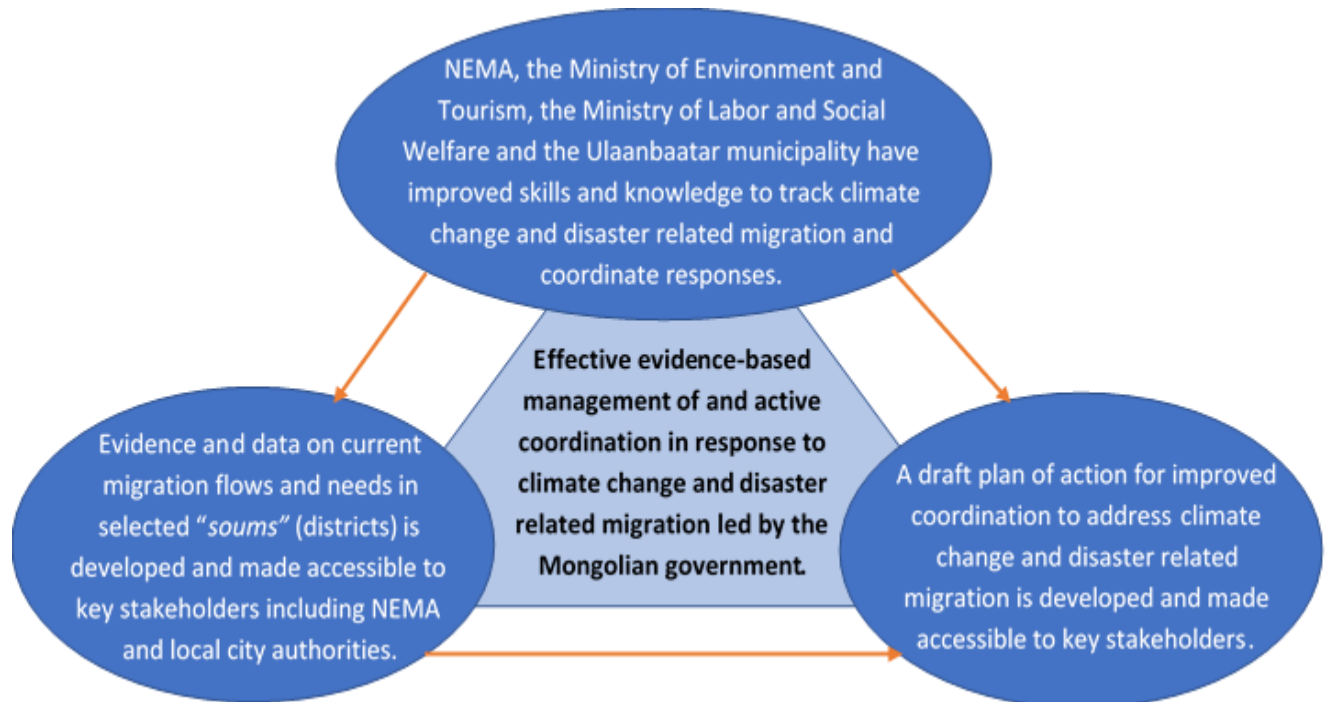 NEMA, the Ministry of Environment and
Tourism, the Ministry of Labor and Social
Welfare and the Ulaanbaatar municipality have
improved skills and knowledge to track climate
change and disaster related migration and
coordinate responses.
Effective evidence-based
management of and active
coordination in response to
climate change and disaster
related migration led by the
Mongolian government.
Evidence and data on current
migration flows and needs in
selected “soums” (districts) is
developed and made accessible to
key stakeholders including NEMA
and local city authorities.
A draft plan of action for improved
coordination to address climate
change and disaster related
migration is developed and made
accessible to key stakeholders.